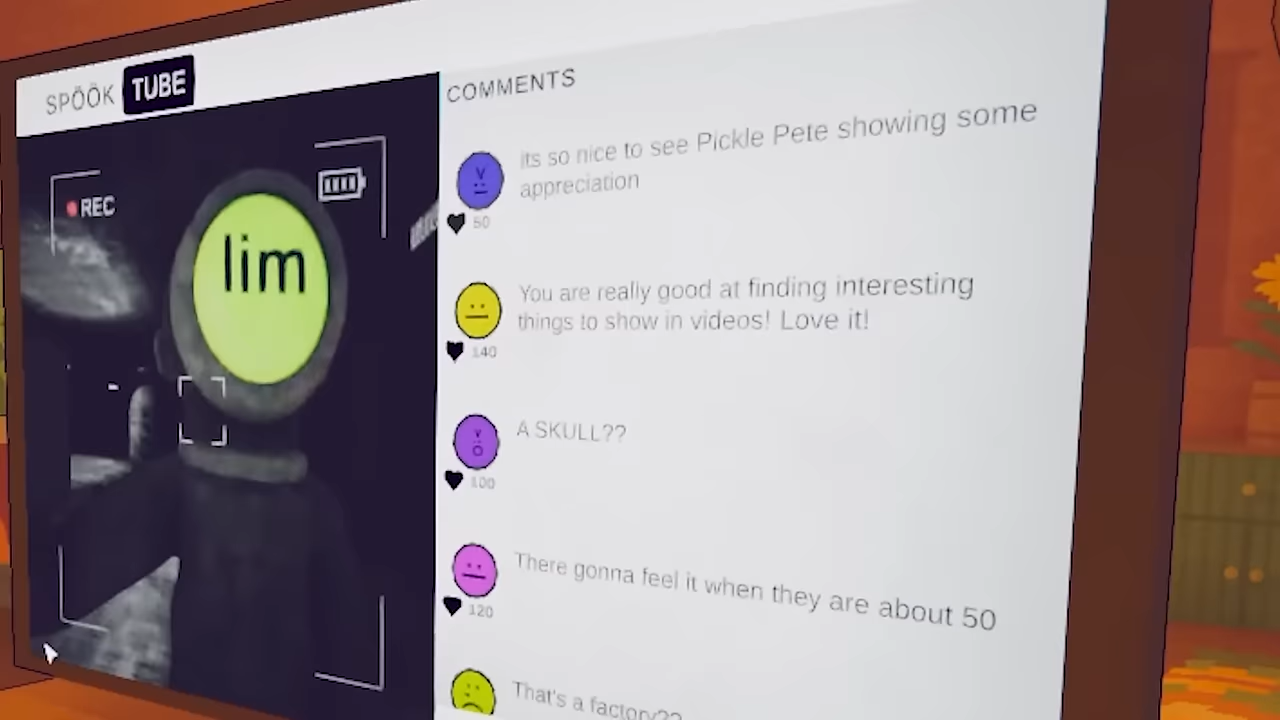 SPÖÖK TUBE
REC
lim
COMMENTS
its so nice to see Pickle Pete showing some
appreciation
50
You are really good at finding interesting
things to show in videos! Love it!
140
A SKULL??
100
There gonna feel it when they are about 50
120
That's a factory??